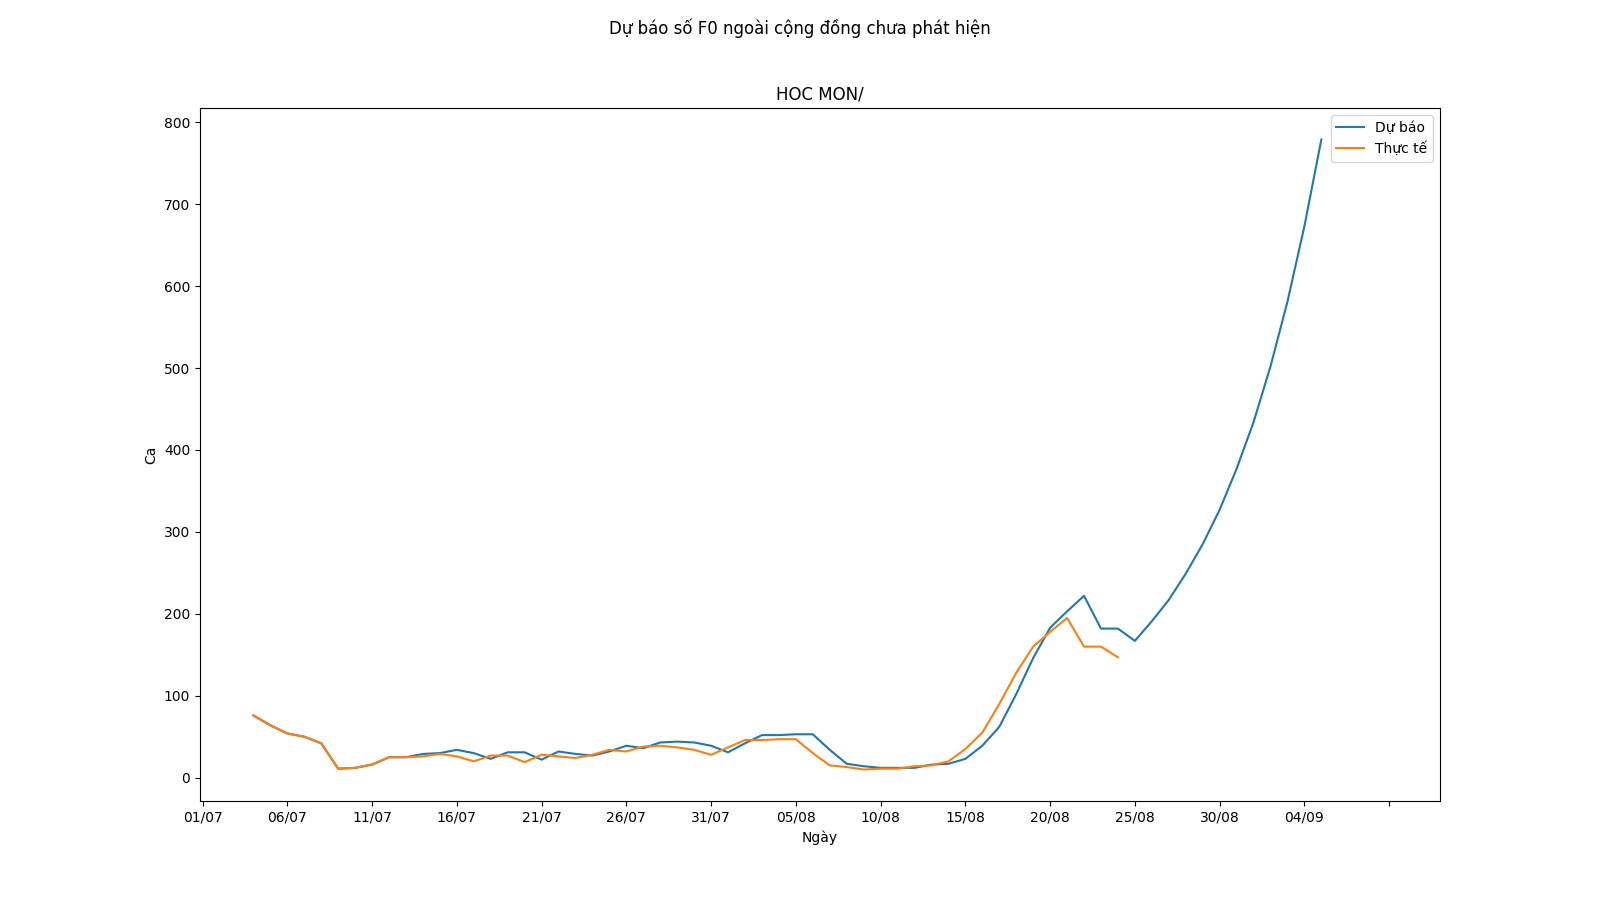 Dự báo số F0 ngoài cộng đồng chưa phát hiện
HOC MON/
Dự báo
Thực tế
800
700
600
500
400
300
200
100
0
Ca
01/07 06/07 11/07 16/07 21/07 26/07 31/07 05/08 10/08 15/08 20/08 25/08 30/08 04/09
Ngày